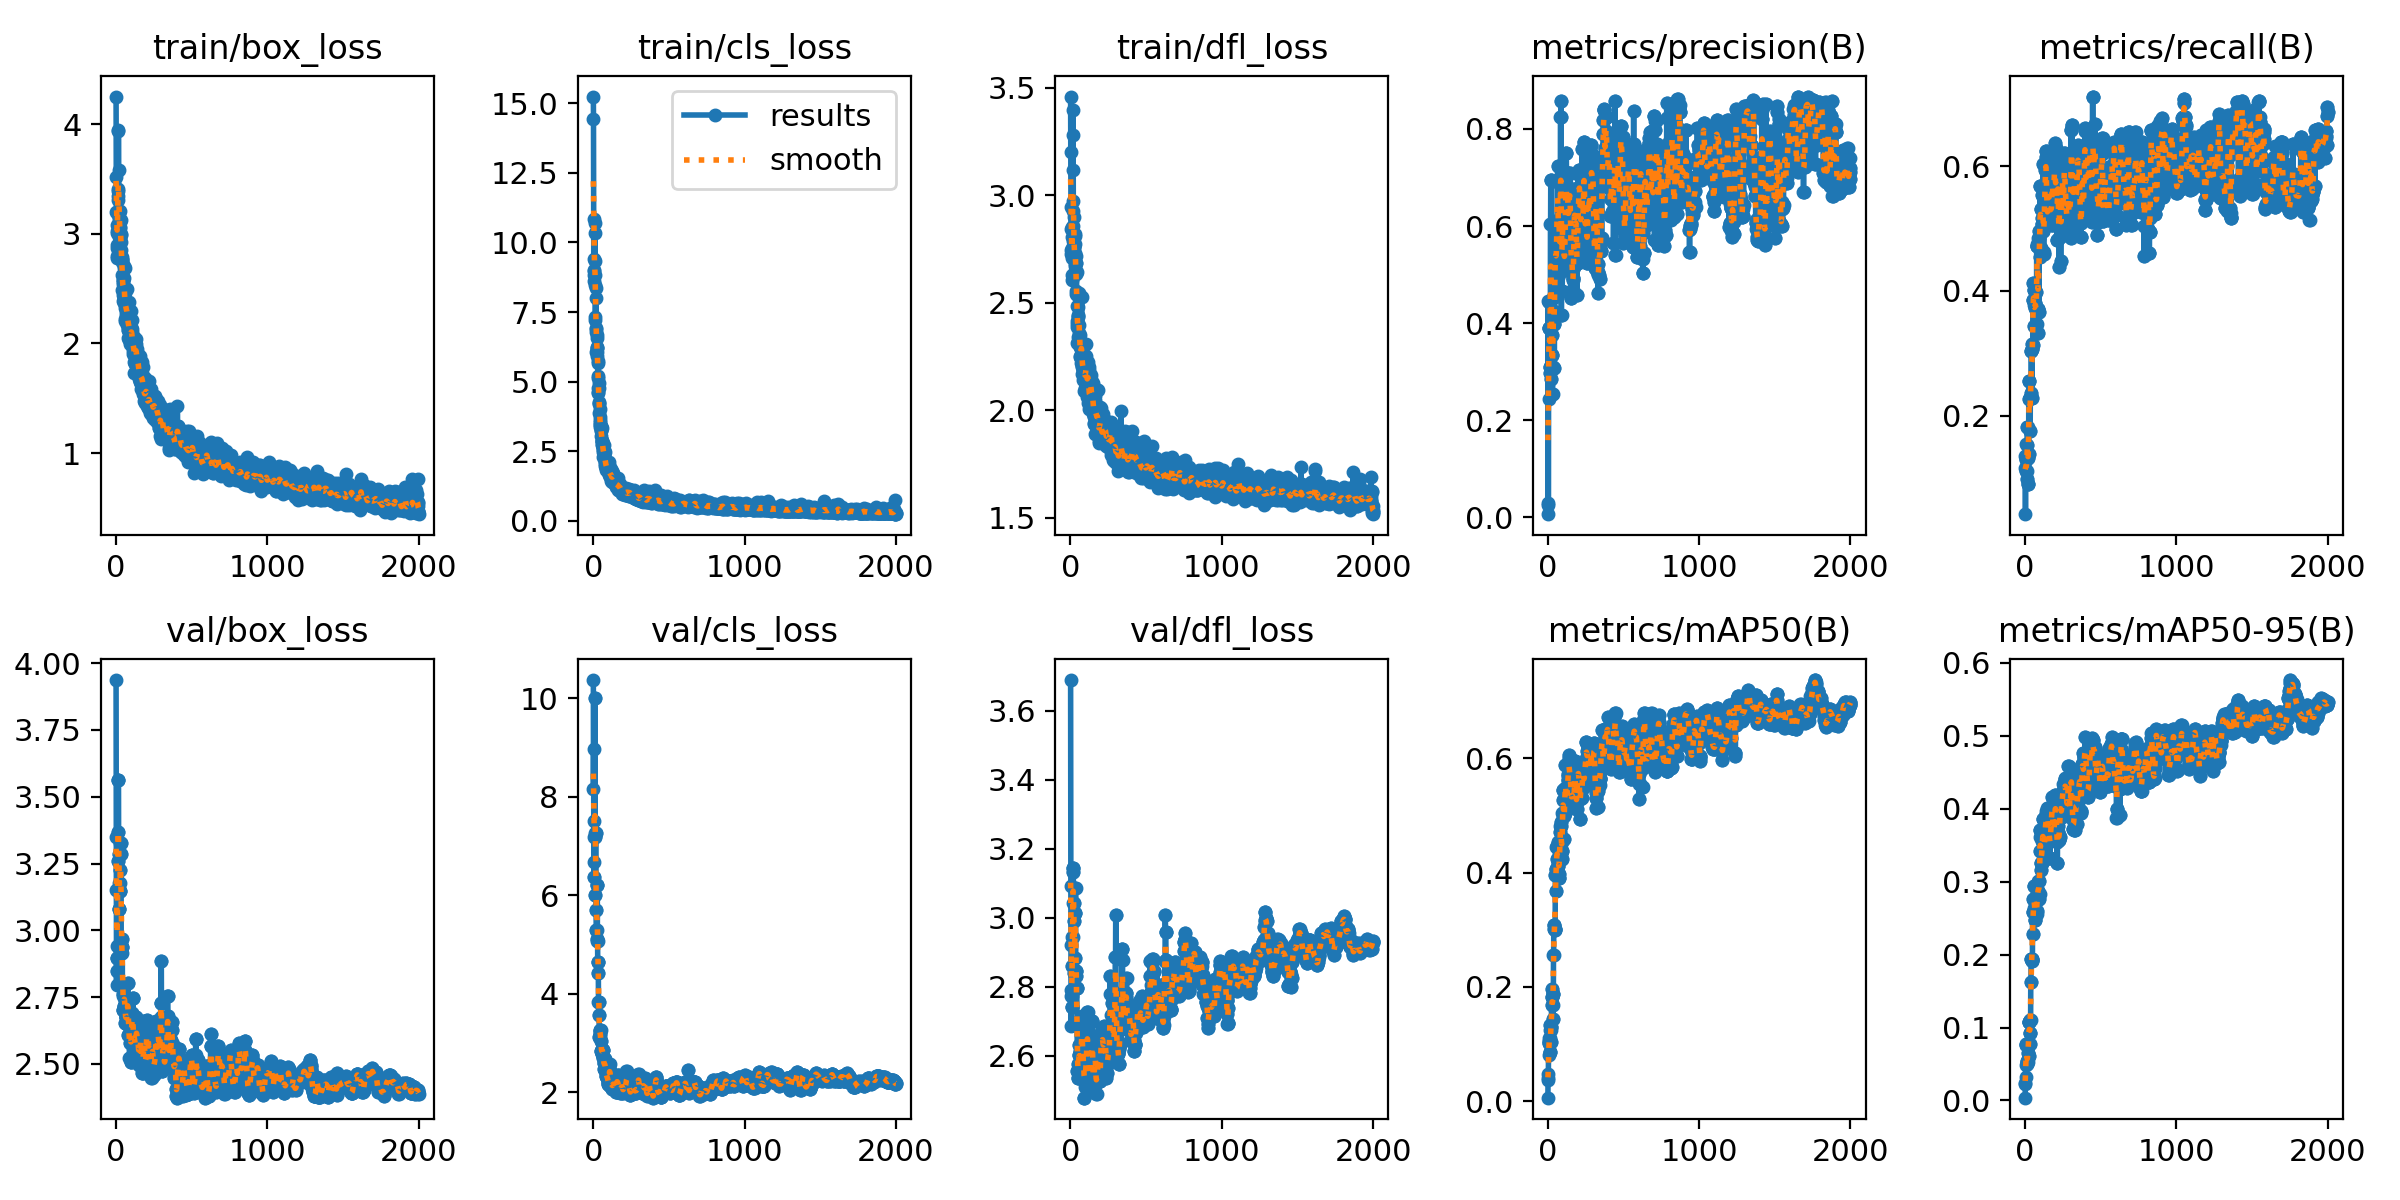 train/box_loss
4
3
2
1
0 1000 2000
train/cls_loss
15.0
12.5
10.0
7.5
5.0
2.5
0.0
results
smooth
0 1000 2000
train/dfl_loss
3.5
3.0
2.5
2.0
1.5
0 1000 2000
metrics/precision(B)
0.8
0.6
0.4
0.2
0.0
0 1000 2000
metrics/recall(B)
0.6
0.4
0.2
0 1000 2000
val/box_loss
4.00
3.75
3.50
3.25
3.00
2.75
2.50
0 1000 2000
val/cls_loss
10
8
6
4
2
0 1000 2000
val/dfl_loss
3.6
3.4
3.2
3.0
2.8
2.6
0 1000 2000
metrics/mAP50(B)
0.6
0.4
0.2
0.0
0 1000 2000
metrics/mAP50-95(B)
0.6
0.5
0.4
0.3
0.2
0.1
0.0
0 1000 2000